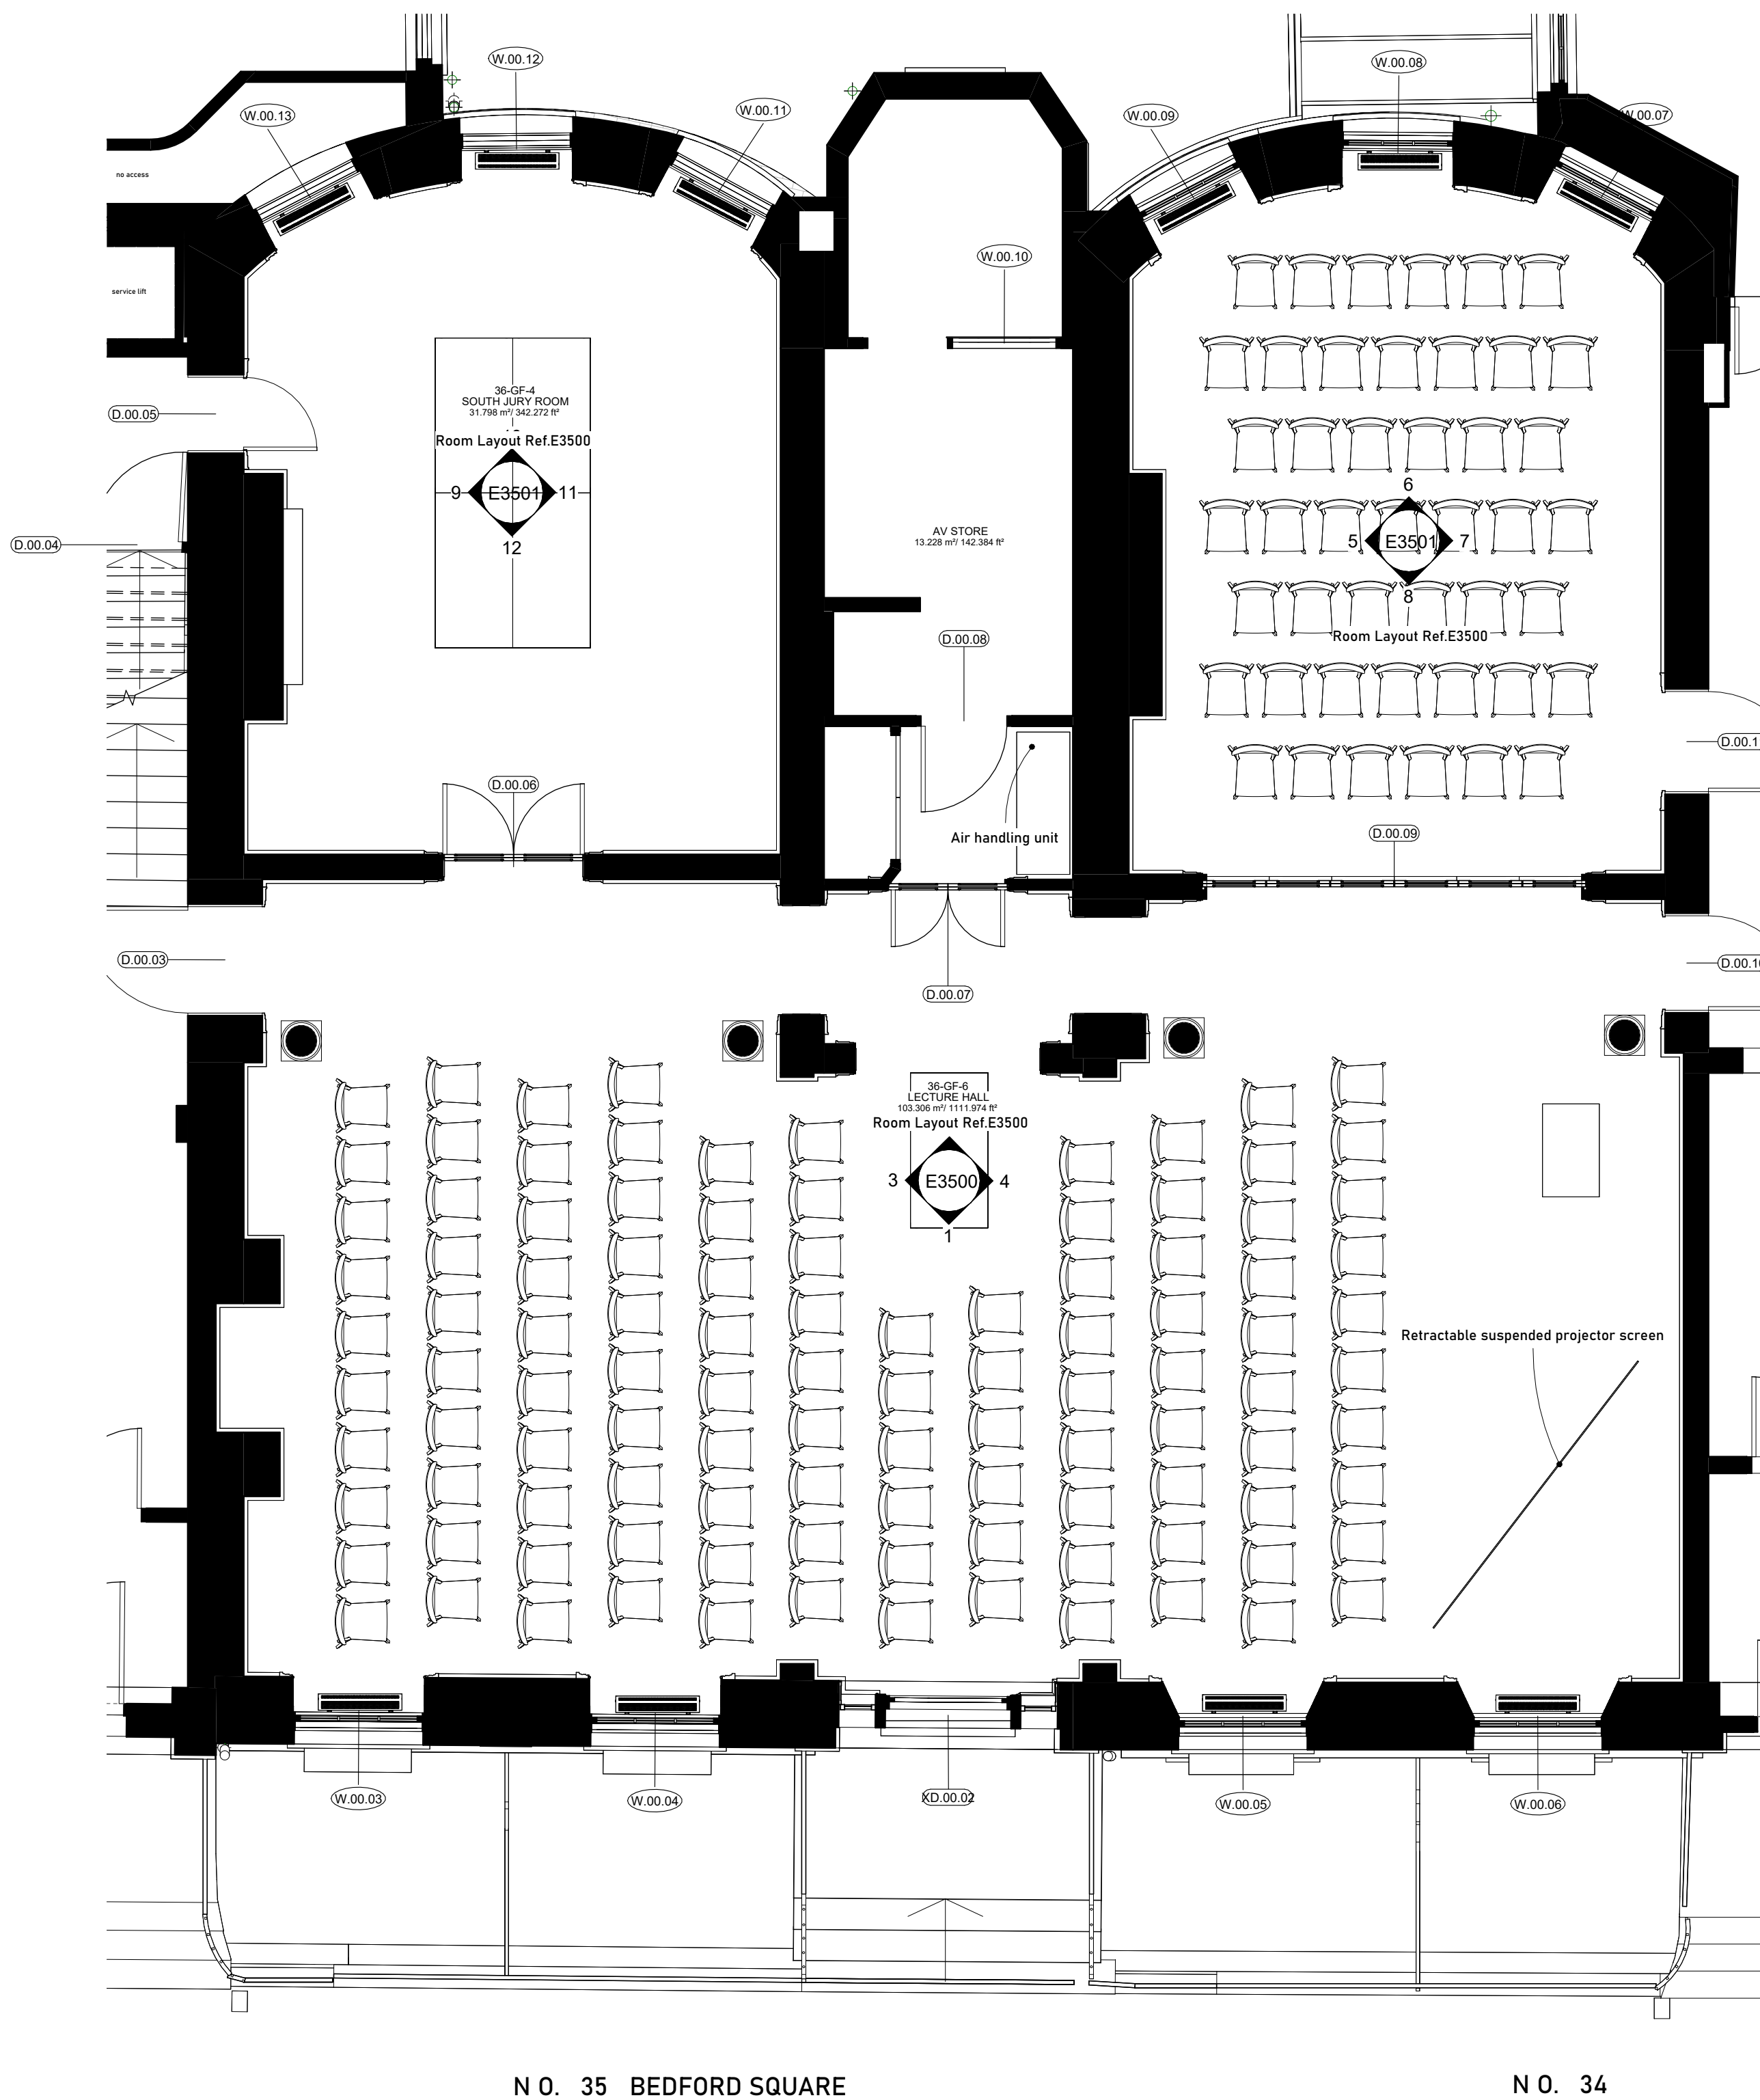 W.00.12
W.00.08
W.00.13
W.00.11
W.00.09
W.00.07
no access
W.00.10
service lift
36-GF-4
SOUTH JURY ROOM
31.798 m²/ 342.272 ft²
Room Layout Ref.E3500
D.00.05
9
E3501
11
12
D.00.04
AV STORE
13.228 m²/ 142.384 ft²
6
5
E3501
7
8
Room Layout Ref.E3500
D.00.08
D.00.06
Air handling unit
D.00.09
D.00.1
D.00.03
D.00.07
D.00.10
36-GF-6
LECTURE HALL
103.306 m²/ 1111.974 ft²
Room Layout Ref.E3500
3
E3500
4
1
Retractable suspended projector screen
W.00.03
W.00.04
XD.00.02
W.00.05
W.00.06
NO. 35 BEDFORD SQUARE
NO. 34